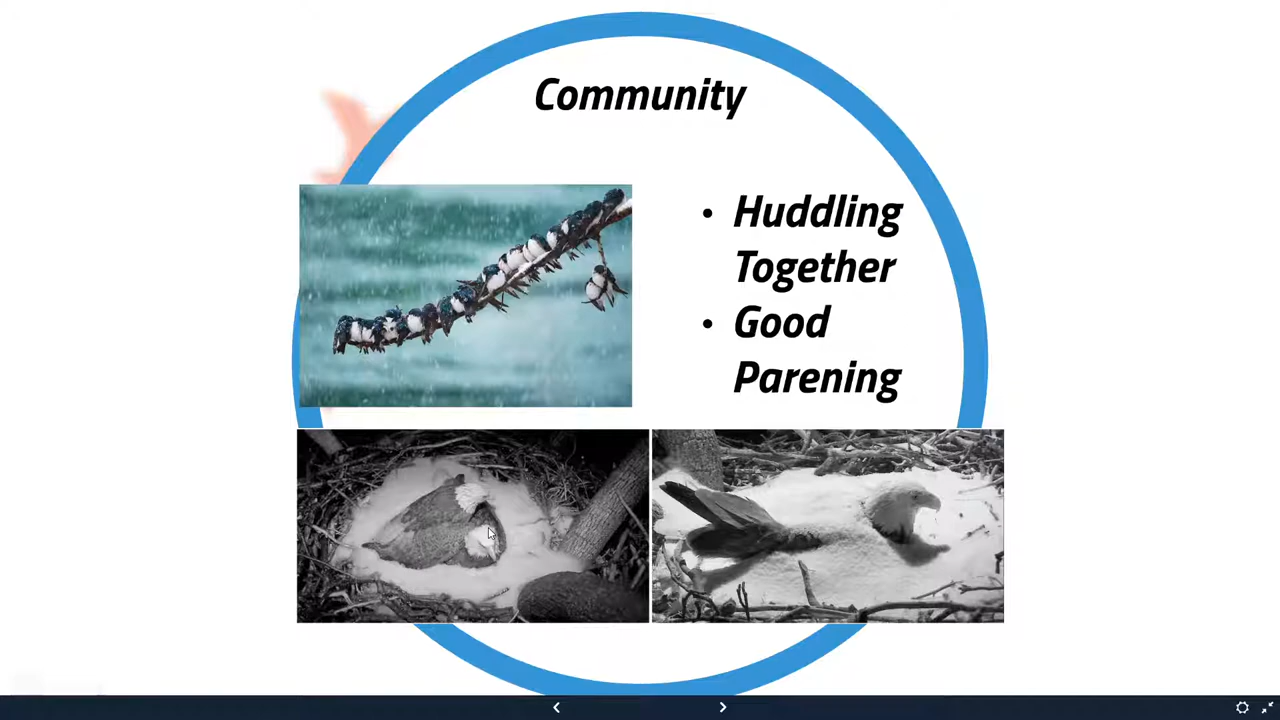 Community
• Huddling
Together
• Good
Parening